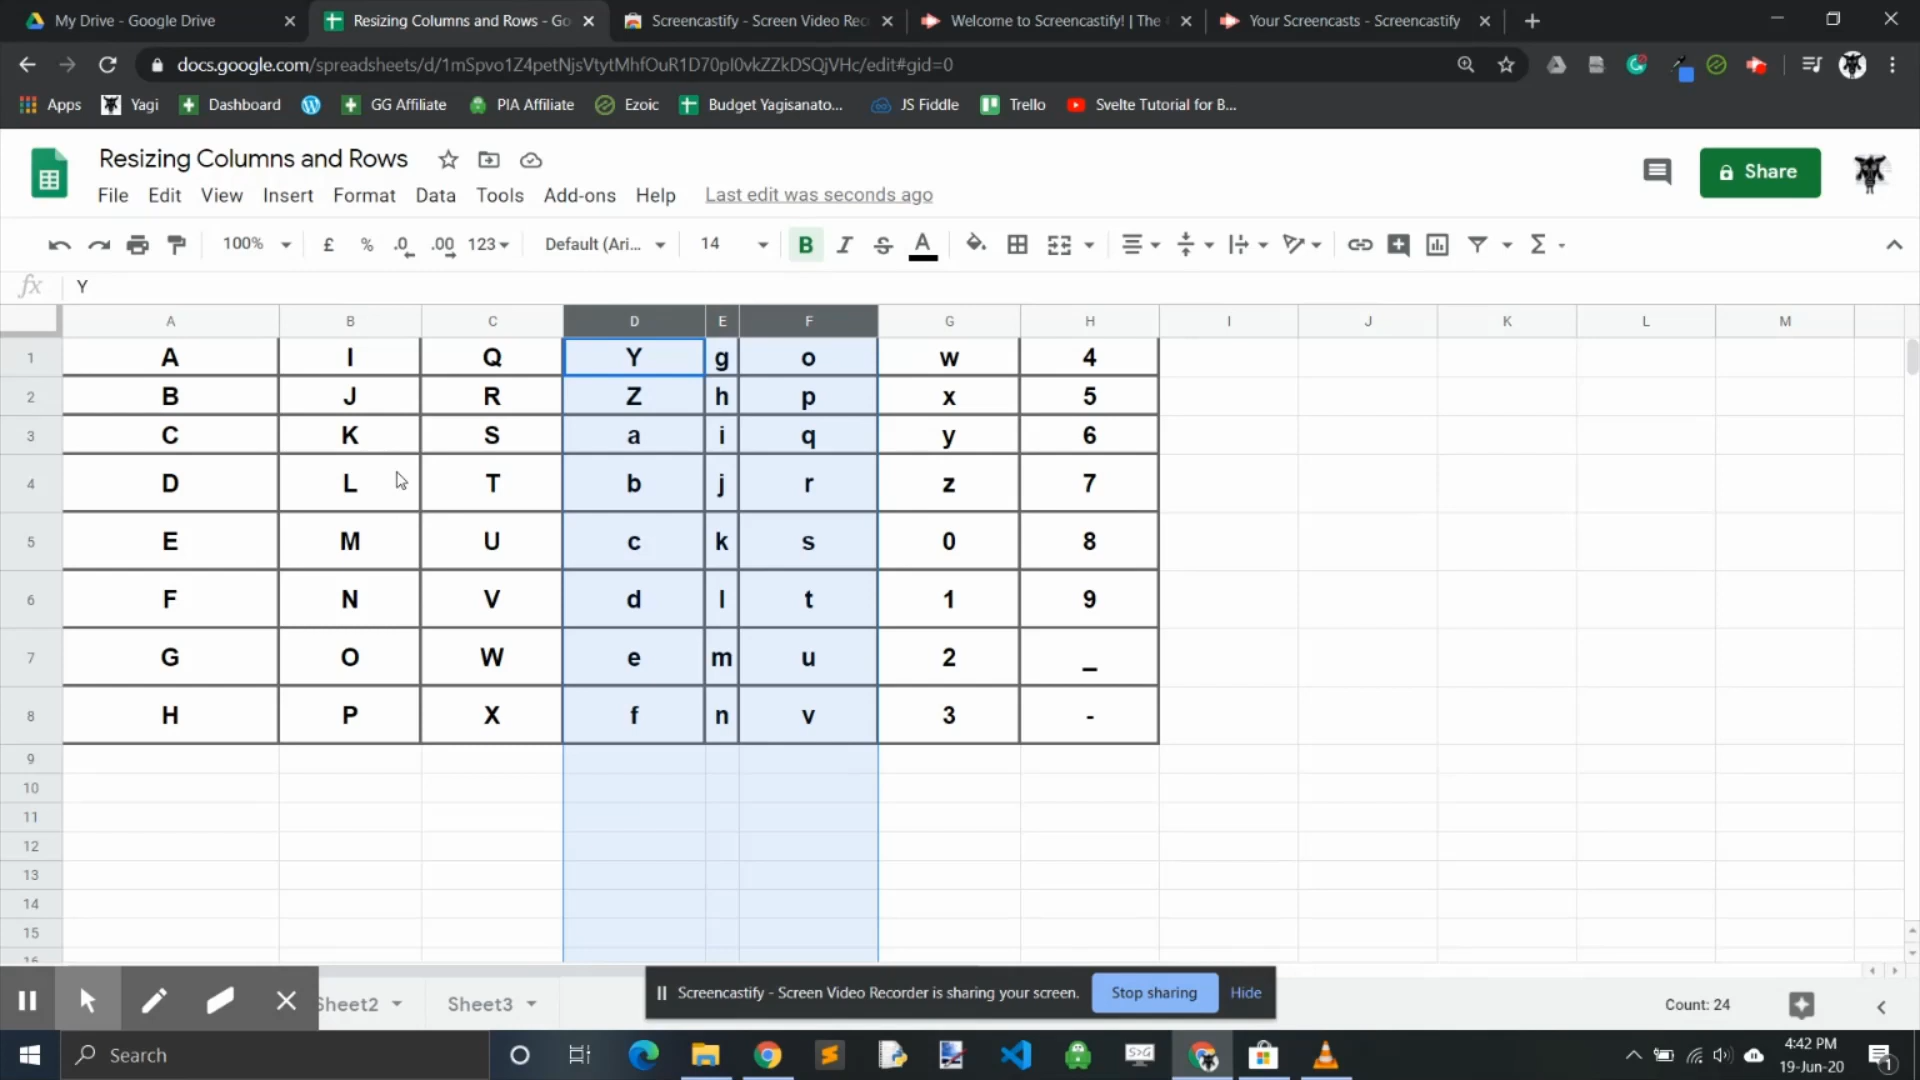 My Drive - Google Drive
Resizing Columns and Rows - Go
Screencastify - Screen Video Rec
Welcome to Screencastify! | The
Your Screencasts - Screencastify
docs.google.com/spreadsheets/d/1mSpvo1Z4petNjsVtytMhfOuR1D70pI0vkZZkDSQjVHc/edit#gid=0
Apps Yagi Dashboard GG Affiliate PIA Affiliate Ezoic Budget Yagisanato... JS Fiddle Trello Svelte Tutorial for B...
Resizing Columns and Rows
Share
File Edit View Insert Format Data Tools Add-ons Help Last edit was seconds ago
100% £ % .0 .00 123 Default (Ari... 14 B I S A Σ
fx Y
A B C D E F G H I J K L M
1 A I Q Y g o w 4
2 B J R Z h p x 5
3 C K S a i q y 6
4 D L T b j r z 7
5 E M U c k s 0 8
6 F N V d l t 1 9
7 G O W e m u 2 _
8 H P X f n v 3 -
9
10
11
12
13
14
15
16
Sheet2 Sheet3
Screencastify - Screen Video Recorder is sharing your screen. Stop sharing Hide
Count: 24
Search
4:42 PM
19-Jun-20
1